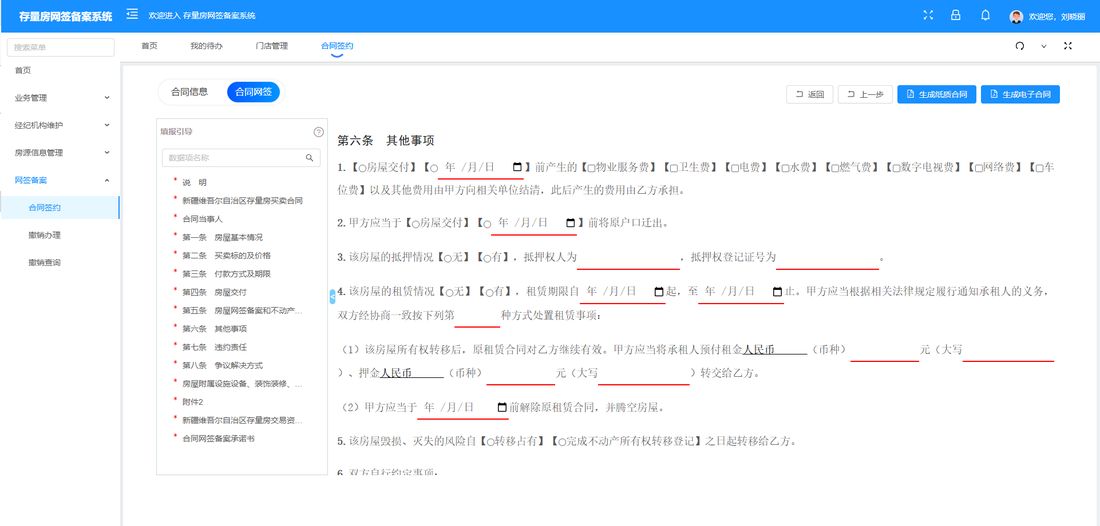 存量房网签备案系统 欢迎进入 存量房网签备案系统 欢迎您，刘晓丽
搜索菜单 首页 我的待办 门店管理 合同签约
首页
业务管理
经纪机构维护
房源信息管理
网签备案
合同签约
撤销办理
撤销查询
合同信息 合同网签 返回 上一步 生成纸质合同 生成电子合同
填报引导
数据项名称
* 说 明
* 新疆维吾尔自治区存量房买卖合同
* 合同当事人
* 第一条 房屋基本情况
* 第二条 买卖标的及价格
* 第三条 付款方式及期限
* 第四条 房屋交付
* 第五条 房屋网签备案和不动产...
* 第六条 其他事项
* 第七条 违约责任
* 第八条 争议解决方式
* 房屋附属设施设备、装饰装修、...
* 附件2...
* 新疆维吾尔自治区存量房交易资...
* 合同网签备案承诺书
第六条 其他事项
1.【○房屋交付】【○ 年 /月/日 】前产生的【□物业服务费】【□卫生费】【□电费】【□水费】【□燃气费】【□数字电视费】【□网络费】【□车
位费】以及其他费用由甲方向相关单位结清，此后产生的费用由乙方承担。
2.甲方应当于【○房屋交付】【○ 年 /月/日 】前将原户口迁出。
3.该房屋的抵押情况【○无】【○有】，抵押权人为 ，抵押权登记证号为 。
4.该房屋的租赁情况【○无】【○有】，租赁期限自 年 /月/日 起，至 年 /月/日 止。甲方应当根据相关法律规定履行通知承租人的义务，
双方经协商一致按下列第 种方式处置租赁事项：
（1）该房屋所有权转移后，原租赁合同对乙方继续有效。甲方应当将承租人预付租金人民币 （币种） 元（大写
）、押金人民币 （币种） 元（大写 ）转交给乙方。
（2）甲方应当于 年 /月/日 前解除原租赁合同，并腾空房屋。
5.该房屋毁损、灭失的风险自【○转移占有】【○完成不动产所有权转移登记】之日起转移给乙方。
6.双方自行约定事项：